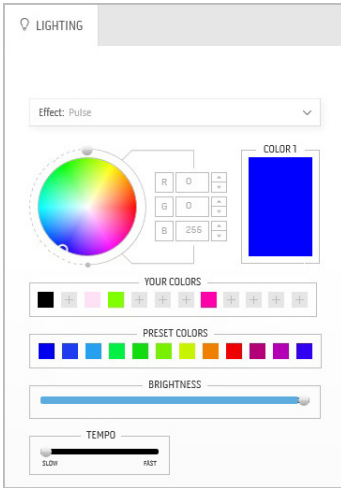 LIGHTING
Effect: Pulse
COLOR 1
R 0
G 0
B 255
YOUR COLORS
+ + + + + + + +
PRESET COLORS
BRIGHTNESS
TEMPO
SLOW FAST